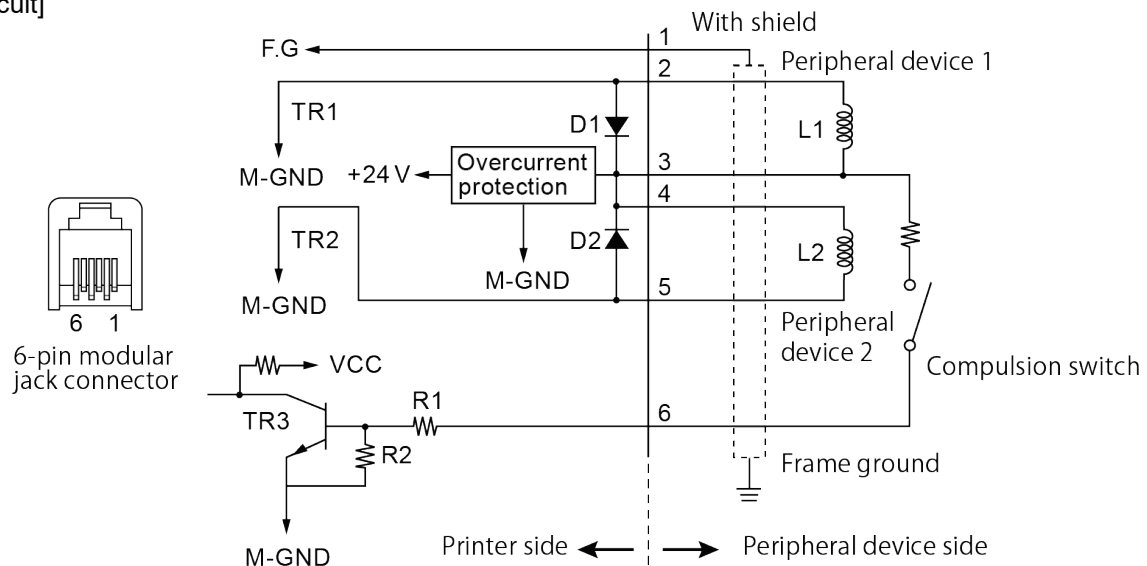 cuit]
With shield
F.G
1
2
Peripheral device 1
TR1
D1
L1
M-GND
+24 V
Overcurrent
protection
3
4
TR2
D2
L2
M-GND
M-GND
5
6 1
6-pin modular
jack connector
Peripheral
device 2
Compulsion switch
VCC
TR3
R1
6
R2
Frame ground
M-GND
Printer side
Peripheral device side